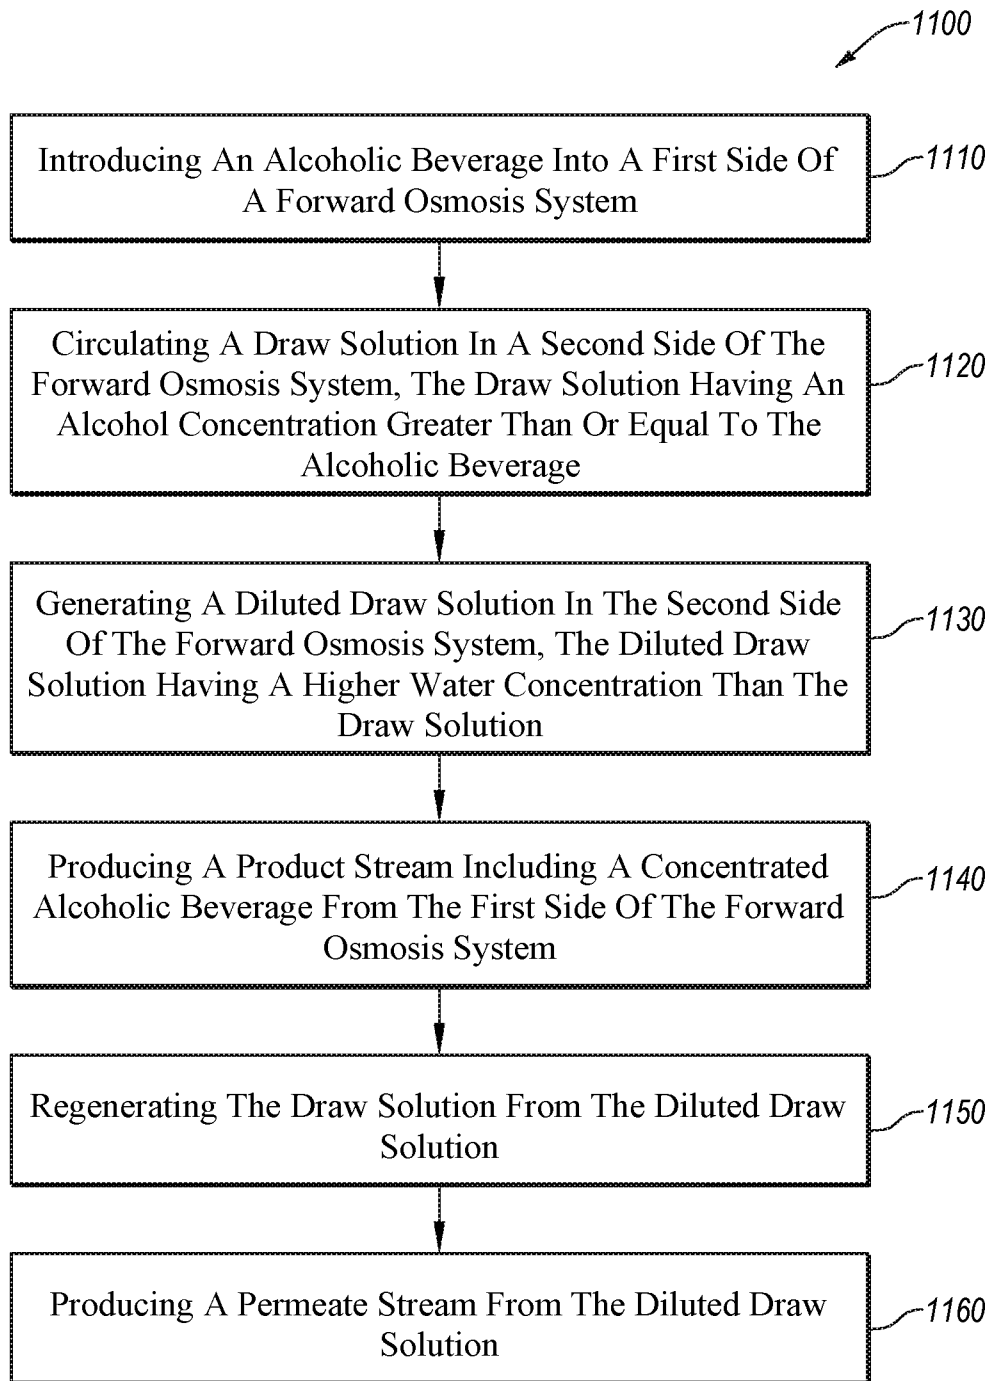 1100
Introducing An Alcoholic Beverage Into A First Side Of
A Forward Osmosis System
1110
Circulating A Draw Solution In A Second Side Of The
Forward Osmosis System, The Draw Solution Having An
Alcohol Concentration Greater Than Or Equal To The
Alcoholic Beverage
1120
Generating A Diluted Draw Solution In The Second Side
Of The Forward Osmosis System, The Diluted Draw
Solution Having A Higher Water Concentration Than The
Draw Solution
1130
Producing A Product Stream Including A Concentrated
Alcoholic Beverage From The First Side Of The Forward
Osmosis System
1140
Regenerating The Draw Solution From The Diluted Draw
Solution
1150
Producing A Permeate Stream From The Diluted Draw
Solution
1160